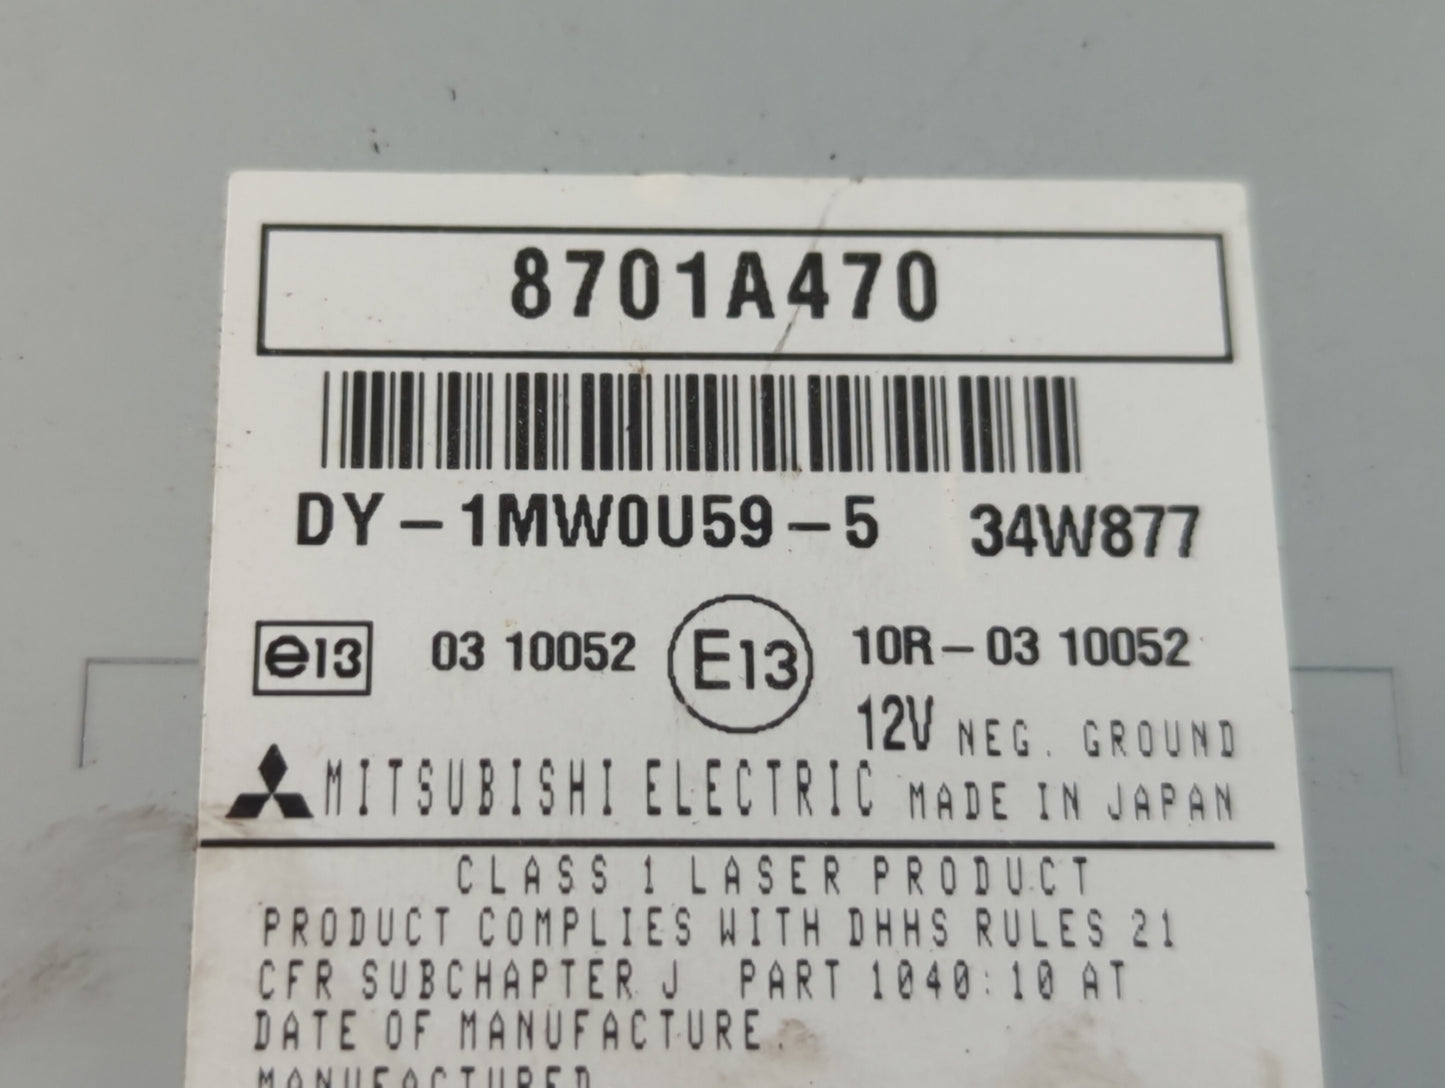 8701A470
DY-1MW0U59-5 34W877
e13 03 10052 E13 10R-03 10052
12V NEG. GROUND
MITSUBISHI ELECTRIC MADE IN JAPAN
CLASS 1 LASER PRODUCT
PRODUCT COMPLIES WITH DHHS RULES 21
CFR SUBCHAPTER J PART 1040:10 AT
DATE OF MANUFACTURE.
MANUFACTURED